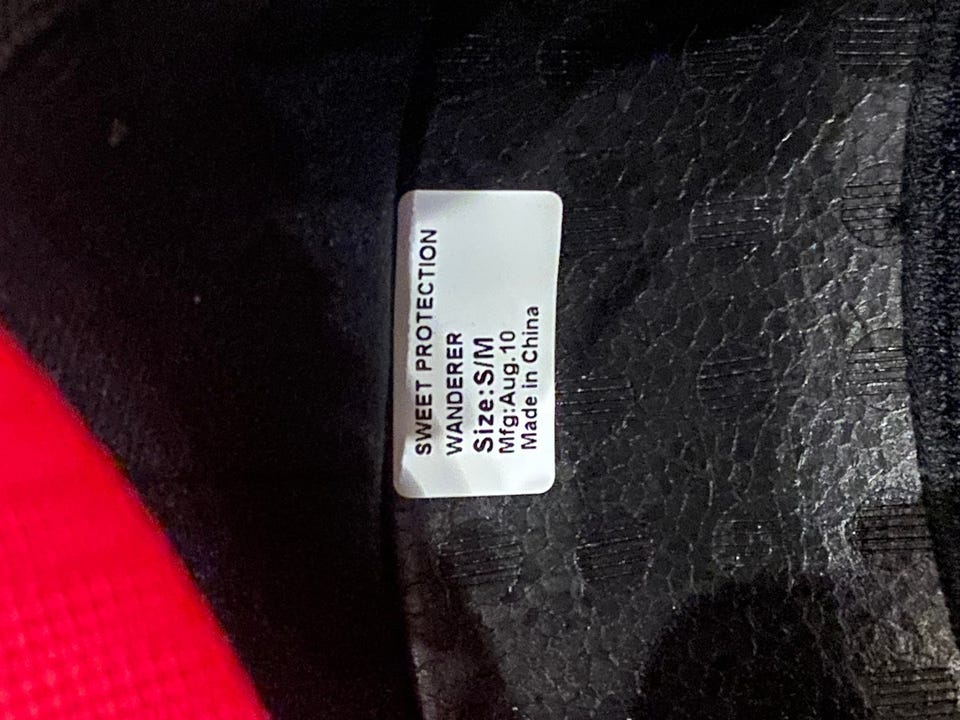 SWEET PROTECTION
WANDERER
Size:S/M
Mfg:Aug.10
Made in China